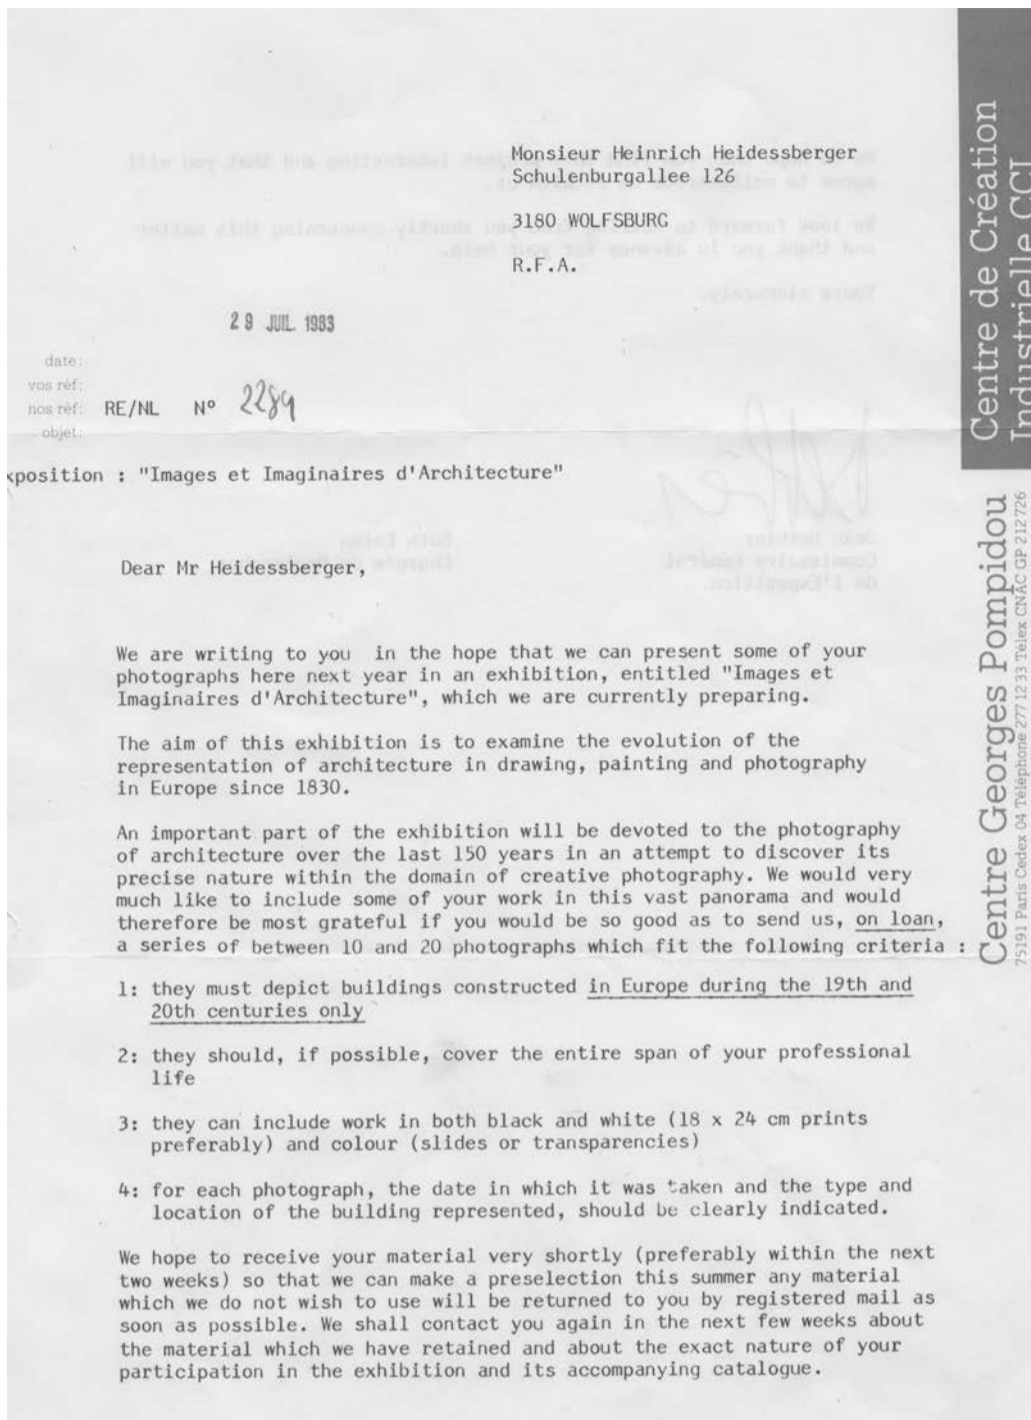 Monsieur Heinrich Heidessberger
Schulenburgallee 126
3180 WOLFSBURG
R.F.A.
29 JUIL. 1983
date:
vos réf:
nos réf: RE/NL N° 2289
objet:
xposition : "Images et Imaginaires d'Architecture"
Dear Mr Heidessberger,
We are writing to you in the hope that we can present some of your
photographs here next year in an exhibition, entitled "Images et
Imaginaires d'Architecture", which we are currently preparing.
The aim of this exhibition is to examine the evolution of the
representation of architecture in drawing, painting and photography
in Europe since 1830.
An important part of the exhibition will be devoted to the photography
of architecture over the last 150 years in an attempt to discover its
precise nature within the domain of creative photography. We would very
much like to include some of your work in this vast panorama and would
therefore be most grateful if you would be so good as to send us, on loan,
a series of between 10 and 20 photographs which fit the following criteria :
1: they must depict buildings constructed in Europe during the 19th and
20th centuries only
2: they should, if possible, cover the entire span of your professional
life
3: they can include work in both black and white (18 x 24 cm prints
preferably) and colour (slides or transparencies)
4: for each photograph, the date in which it was taken and the type and
location of the building represented, should be clearly indicated.
We hope to receive your material very shortly (preferably within the next
two weeks) so that we can make a preselection this summer any material
which we do not wish to use will be returned to you by registered mail as
soon as possible. We shall contact you again in the next few weeks about
the material which we have retained and about the exact nature of your
participation in the exhibition and its accompanying catalogue.
Centre de Création
Industrielle CCI
Centre Georges Pompidou
75191 Paris Cedex 04 Téléphone 277 12 33 Télex CNAC GP 212726